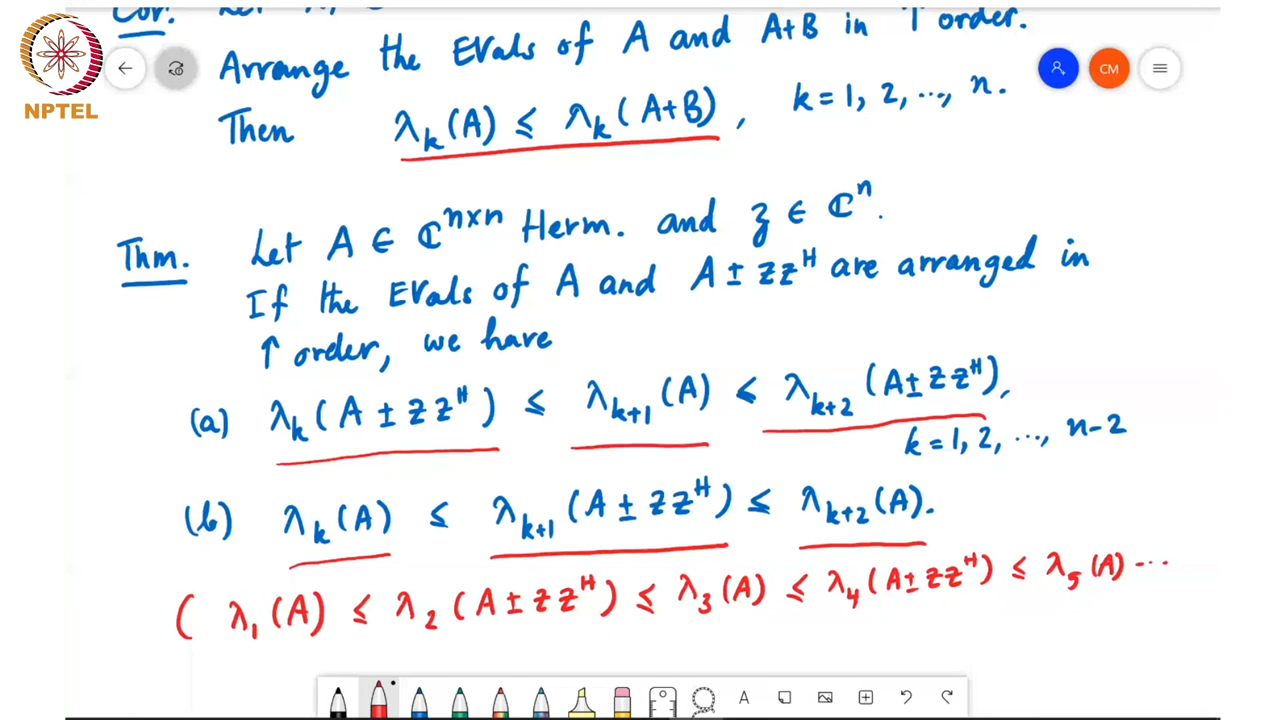 Cor. Let
Arrange the Evals of A and A+B in ↑ order.
Then λ_k(A) ≤ λ_k(A+B), k = 1, 2, ..., n.
Thm. Let A ∈ ℂ^{n×n} Herm. and z ∈ ℂ^n.
If the Evals of A and A ± zz^H are arranged in
↑ order, we have
(a) λ_k(A ± zz^H) ≤ λ_{k+1}(A) ≤ λ_{k+2}(A ± zz^H),
k = 1, 2, ..., n-2
(b) λ_k(A) ≤ λ_{k+1}(A ± zz^H) ≤ λ_{k+2}(A).
( λ_1(A) ≤ λ_2(A ± zz^H) ≤ λ_3(A) ≤ λ_4(A ± zz^H) ≤ λ_5(A) ...
NPTEL
CM
A